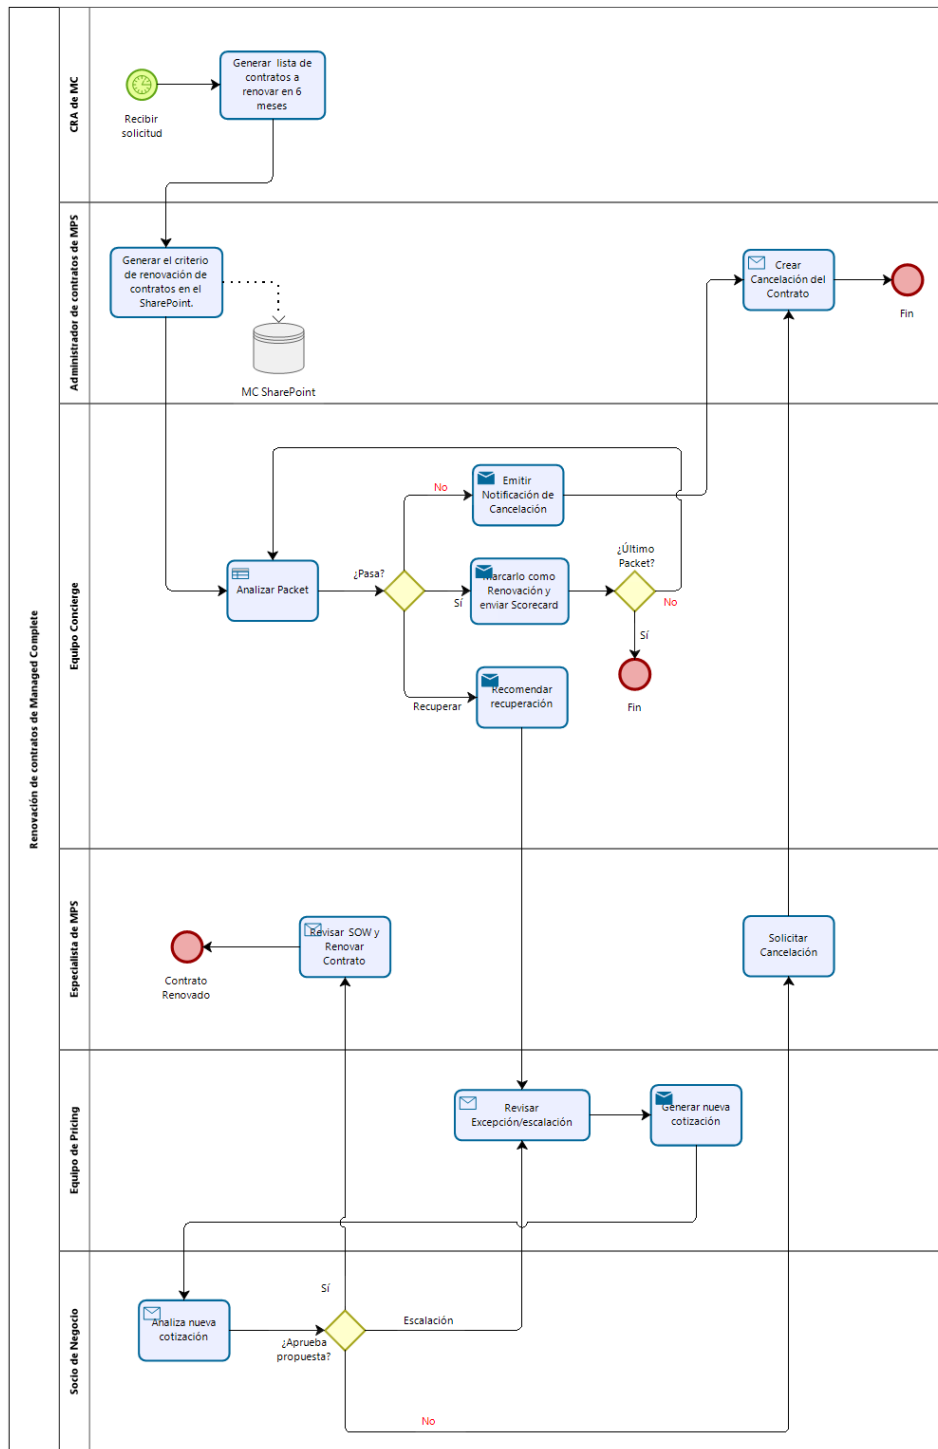 Renovación de contratos de Managed Complete
CRA de MC
Recibir
solicitud
Generar lista de
contratos a
renovar en 6
meses
Administrador de contratos de MPS
Generar el criterio
de renovación de
contratos en el
SharePoint.
MC SharePoint
Crear
Cancelación del
Contrato
Fin
Equipo Concierge
Analizar Packet
¿Pasa?
No
Emitir
Notificación de
Cancelación
Sí
Marcarlo como
Renovación y
enviar Scorecard
¿Último
Packet?
No
Sí
Fin
Recuperar
Recomendar
recuperación
Especialista de MPS
Contrato
Renovado
Revisar SOW y
Renovar
Contrato
Solicitar
Cancelación
Equipo de Pricing
Revisar
Excepción/escalación
Generar nueva
cotización
Socio de Negocio
Analiza nueva
cotización
¿Aprueba
propuesta?
Sí
Escalación
No